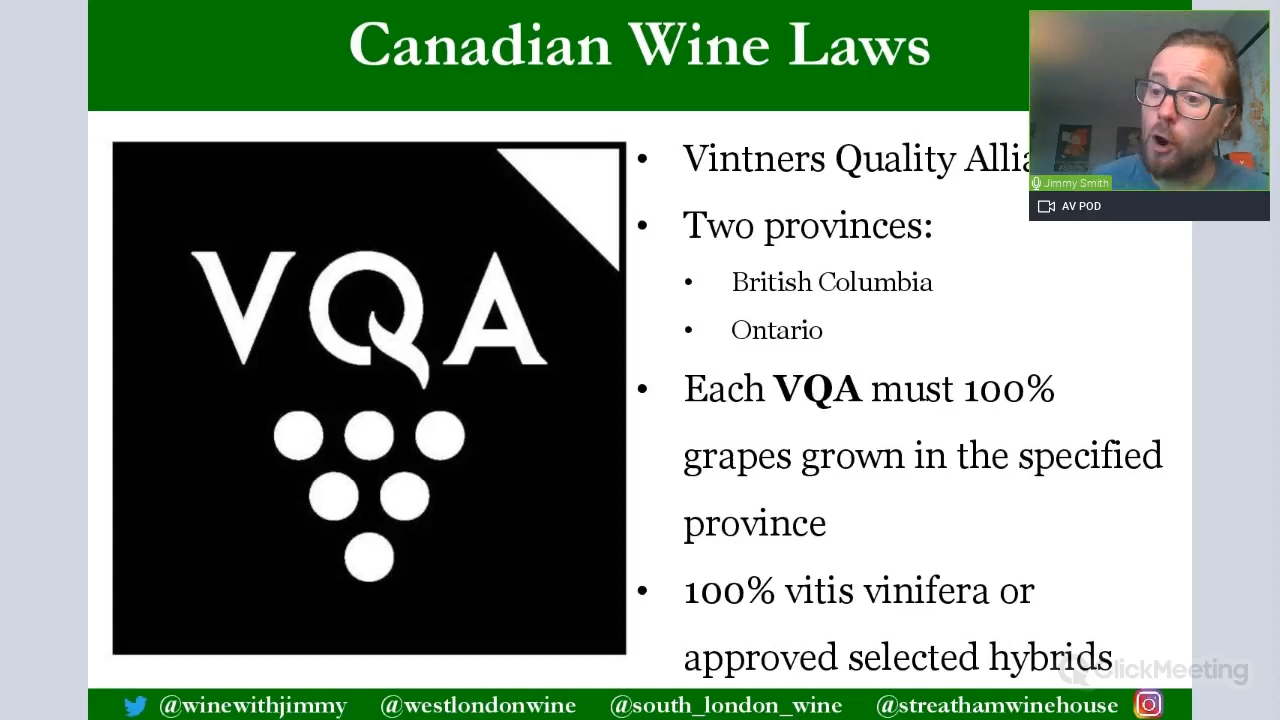 Canadian Wine Laws
VQA
• Vintners Quality
• Two provinces:
• British Columbia
• Ontario
• Each VQA must 100%
grapes grown in the specified
province
• 100% vitis vinifera or
approved selected hybrids
Jimmy Smith
AV POD
ClickMeeting
@winewithjimmy @westlondonwine @south_london_wine @streathamwinehouse